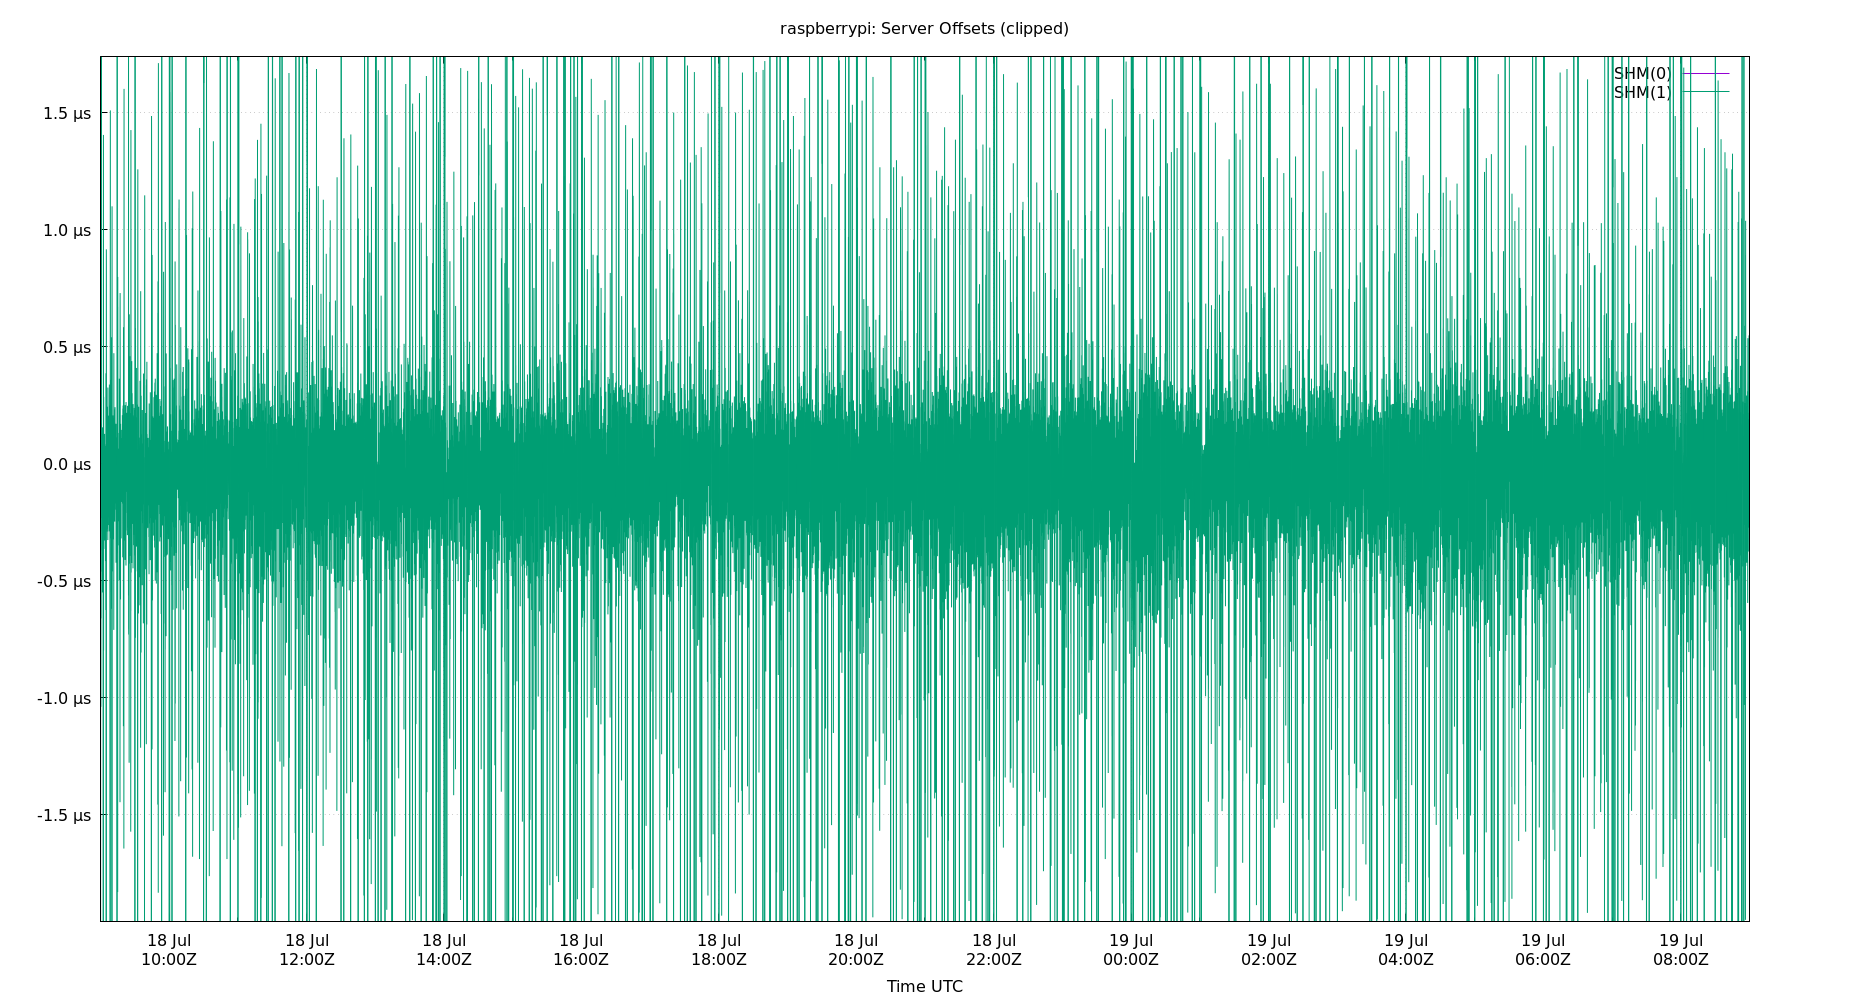 raspberrypi: Server Offsets (clipped)
SHM(0)
SHM(1)
1.5 µs
1.0 µs
0.5 µs
0.0 µs
-0.5 µs
-1.0 µs
-1.5 µs
18 Jul 18 Jul 18 Jul 18 Jul 18 Jul 18 Jul 18 Jul 19 Jul 19 Jul 19 Jul 19 Jul 19 Jul
10:00Z 12:00Z 14:00Z 16:00Z 18:00Z 20:00Z 22:00Z 00:00Z 02:00Z 04:00Z 06:00Z 08:00Z
Time UTC